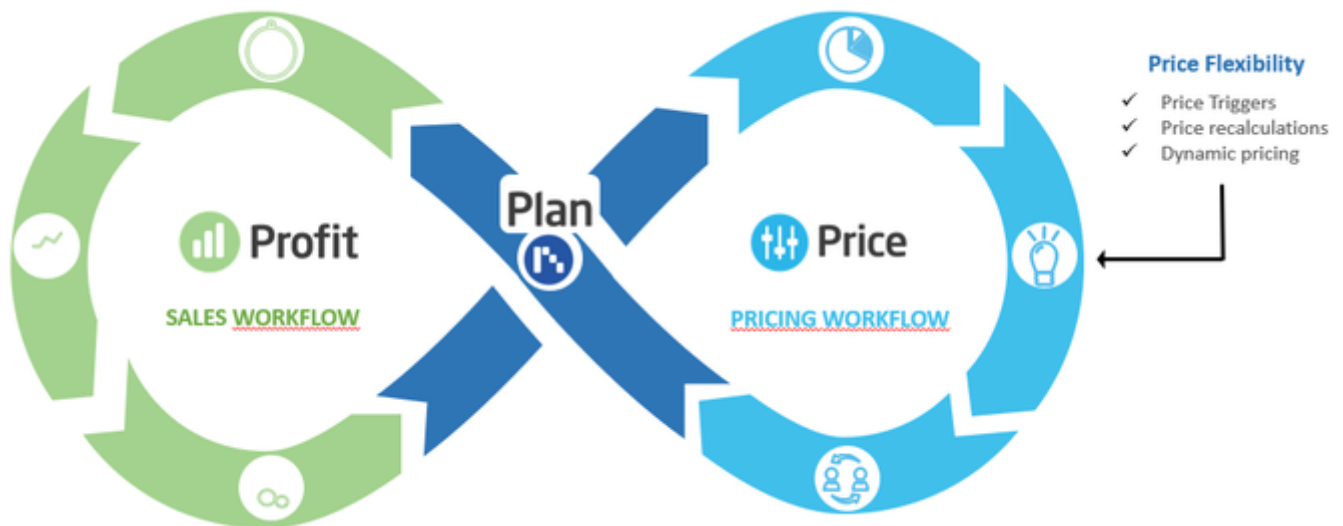 Profit
SALES WORKFLOW
Plan
Price
PRICING WORKFLOW
Price Flexibility
✓ Price Triggers
✓ Price recalculations
✓ Dynamic pricing